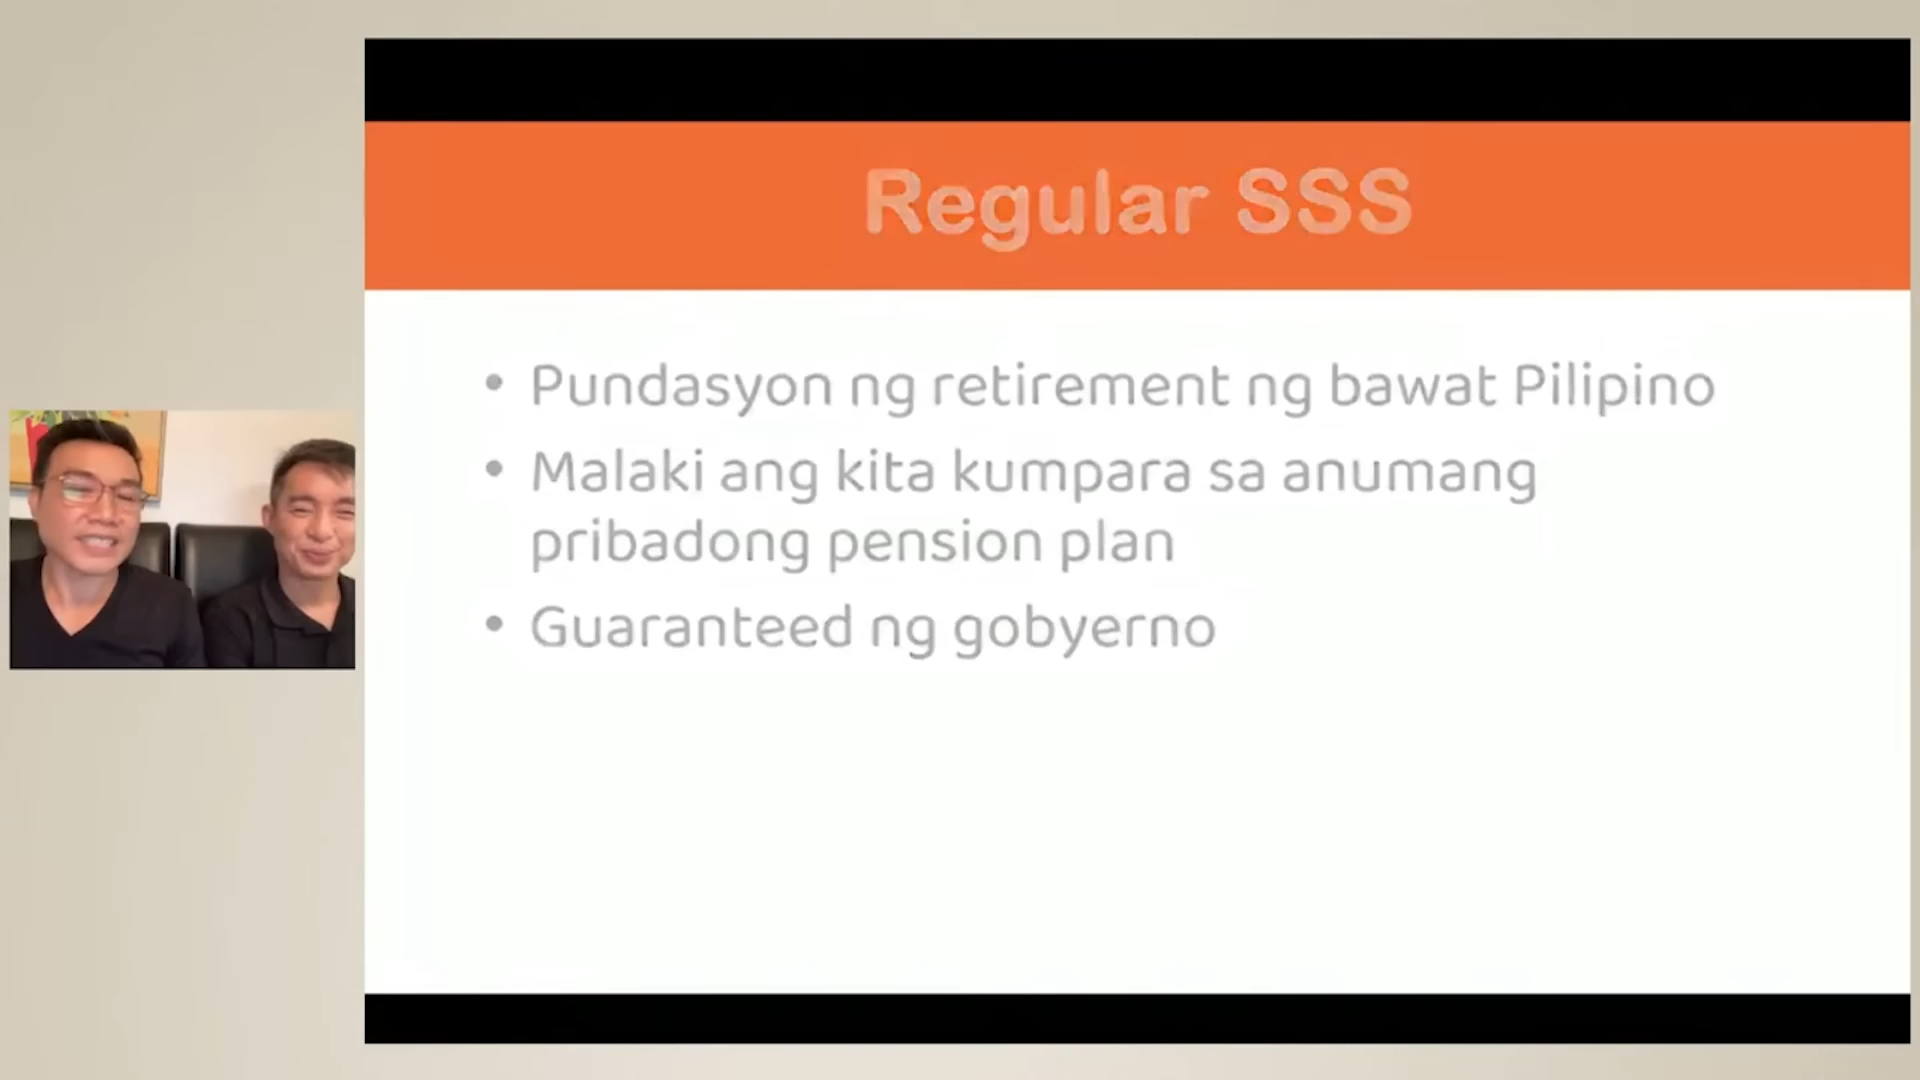 Regular SSS
• Pundasyon ng retirement ng bawat Pilipino
• Malaki ang kita kumpara sa anumang
pribadong pension plan
• Guaranteed ng gobyerno